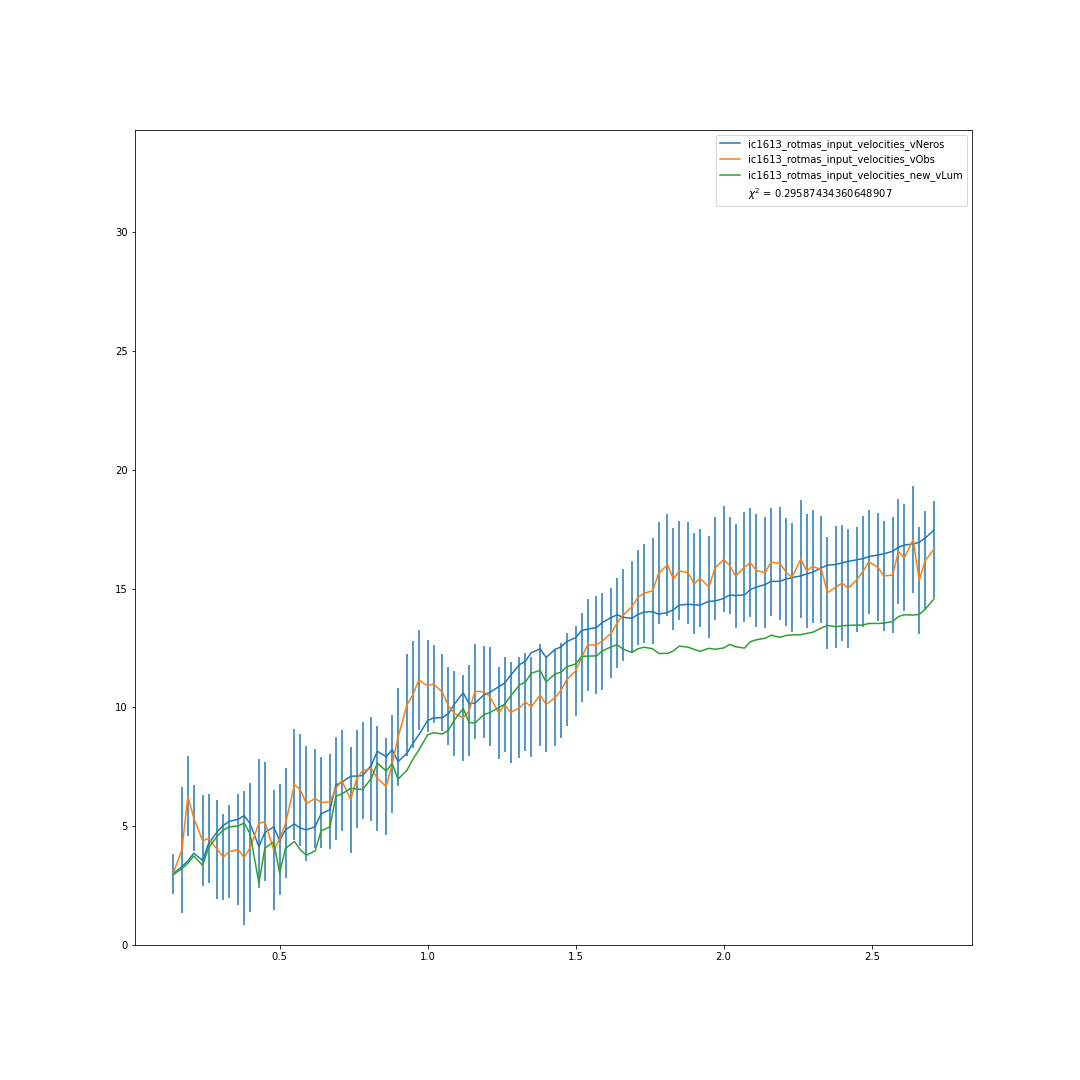 ic1613_rotmas_input_velocities_vNeros
ic1613_rotmas_input_velocities_vObs
ic1613_rotmas_input_velocities_new_vLum
χ² = 0.29587434360648907
30
25
20
15
10
5
0
0.5 1.0 1.5 2.0 2.5